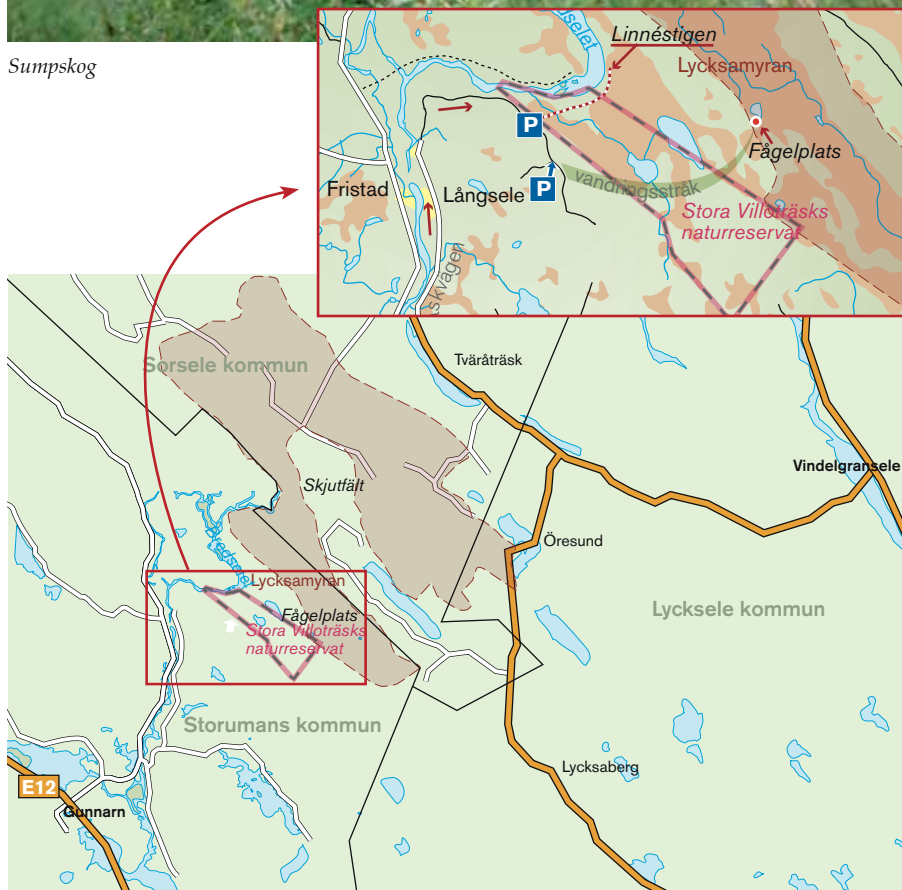 Sumpskog
Linnéstigen
Lycksamyran
P
Fågelplats
Fristad
Långsele
P
vandringsstråk
Stora Villoträsks
naturreservat
Tväråträsk
Sorsele kommun
Vindelgransele
Skjutfält
Öresund
Bredselet
Lycksamyran
Fågelplats
Stora Villoträsks
naturreservat
Lycksele kommun
Storumans kommun
Lycksaberg
E12
Gunnarn